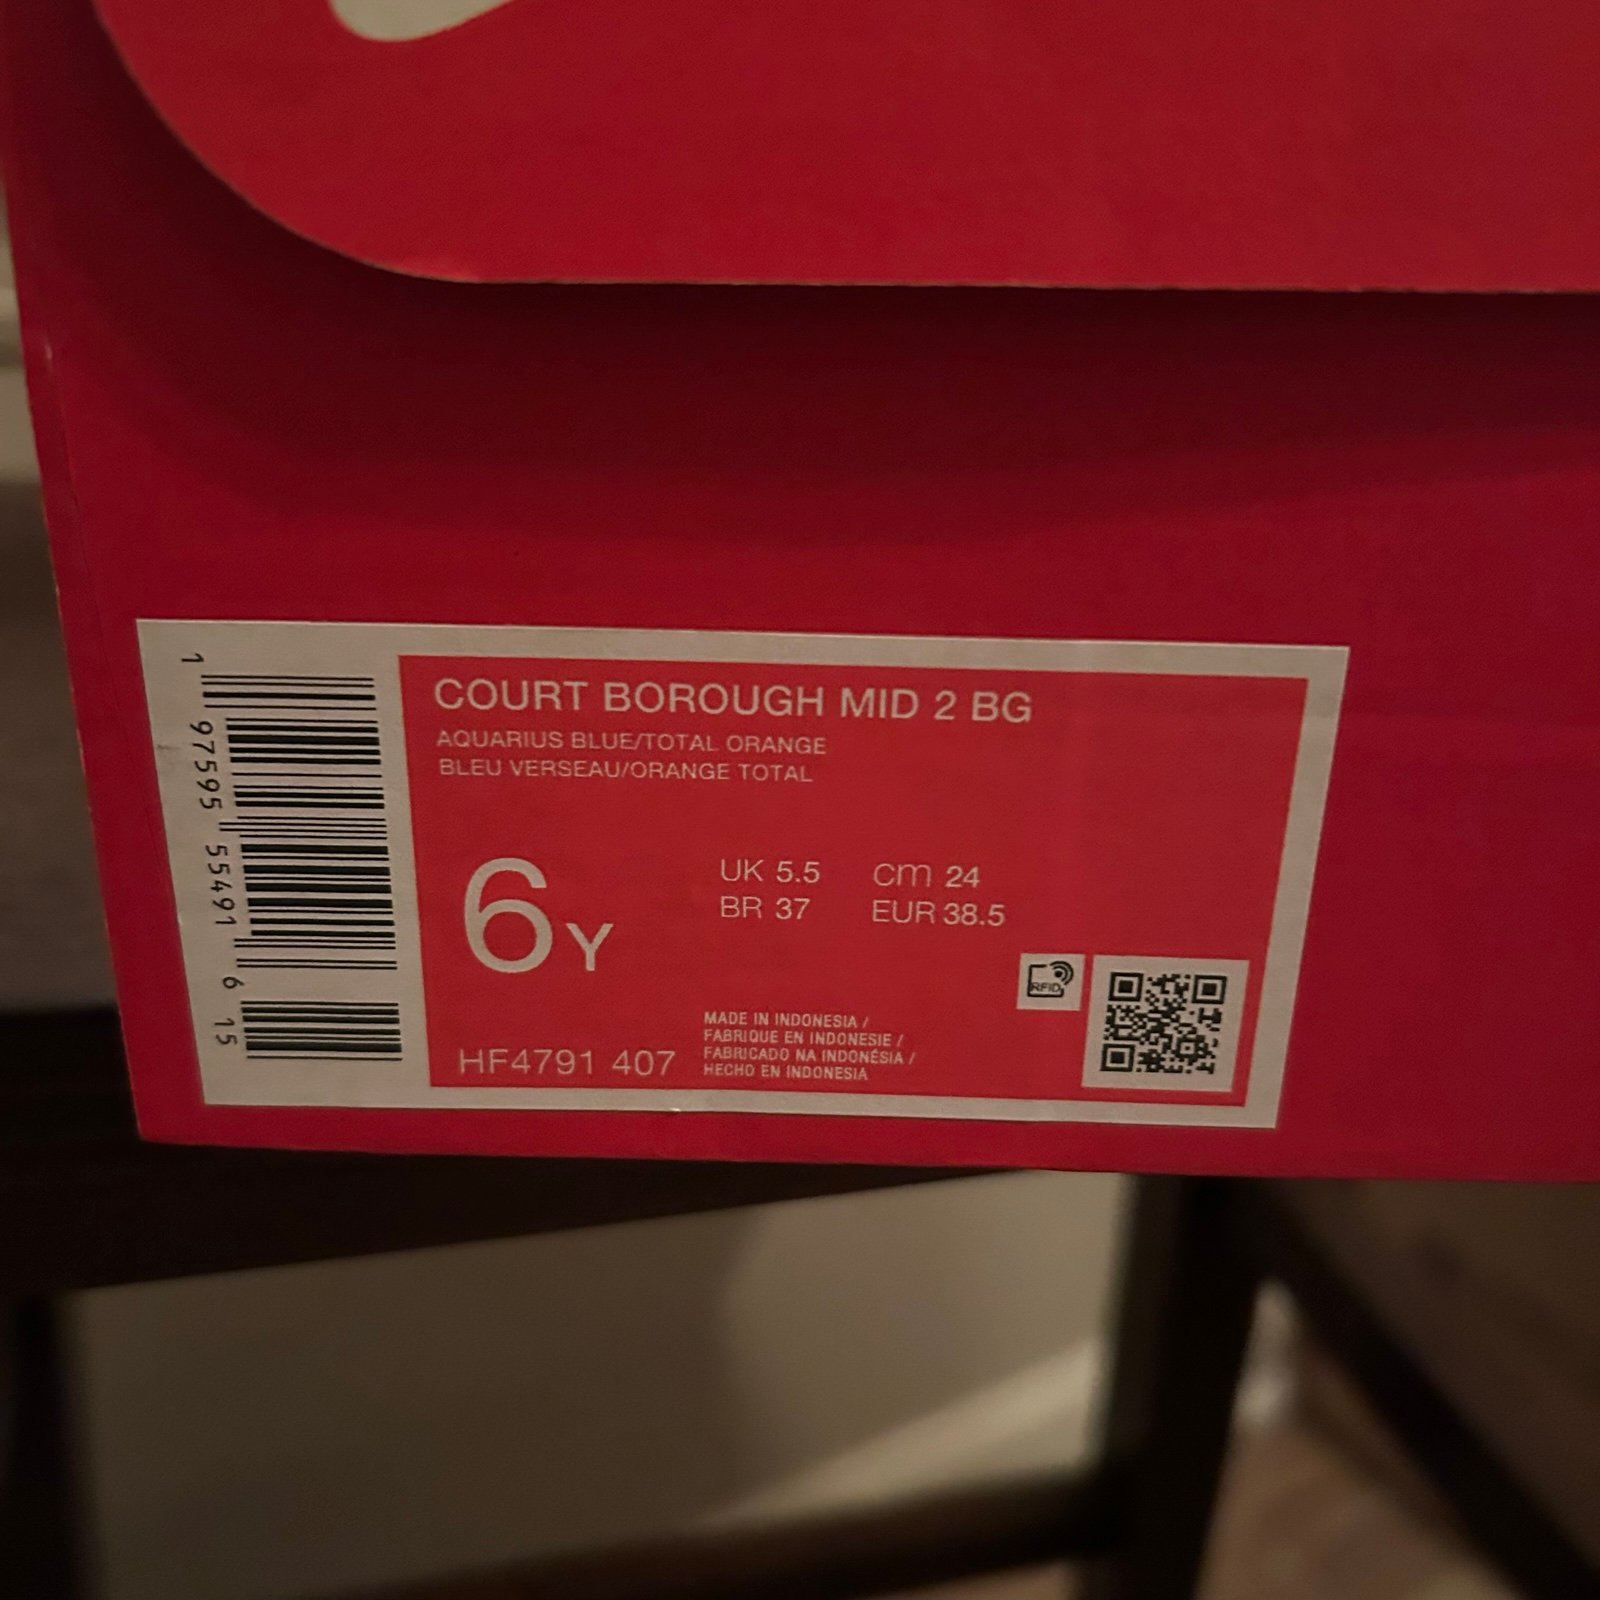 1 97595 55491 6 15
COURT BOROUGH MID 2 BG
AQUARIUS BLUE/TOTAL ORANGE
BLEU VERSEAU/ORANGE TOTAL
6Y
UK 5.5 cm 24
BR 37 EUR 38.5
RFID
HF4791 407
MADE IN INDONESIA /
FABRIQUE EN INDONESIE /
FABRICADO NA INDONÉSIA /
HECHO EN INDONESIA